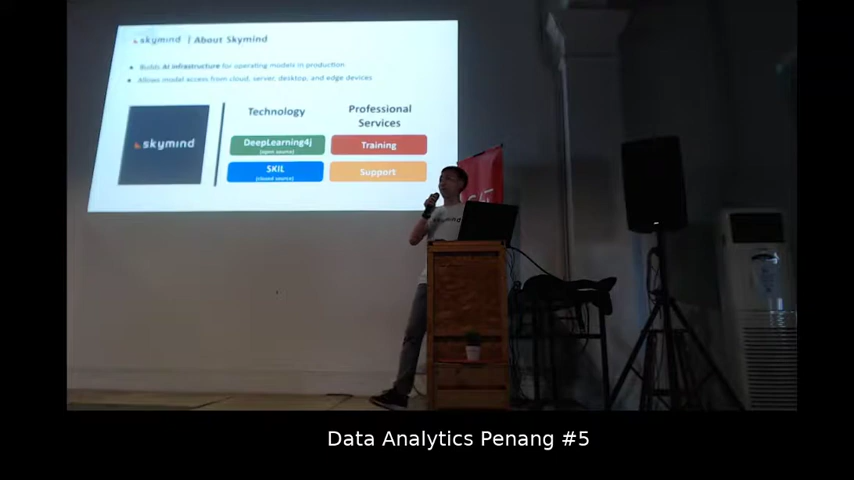 skymind | About Skymind
Builds AI infrastructure for operating models in production
Allows model access from cloud, server, desktop, and edge devices
Technology
Professional
Services
skymind
DeepLearning4j
(open source)
Training
SKIL
(closed source)
Support
Data Analytics Penang #5